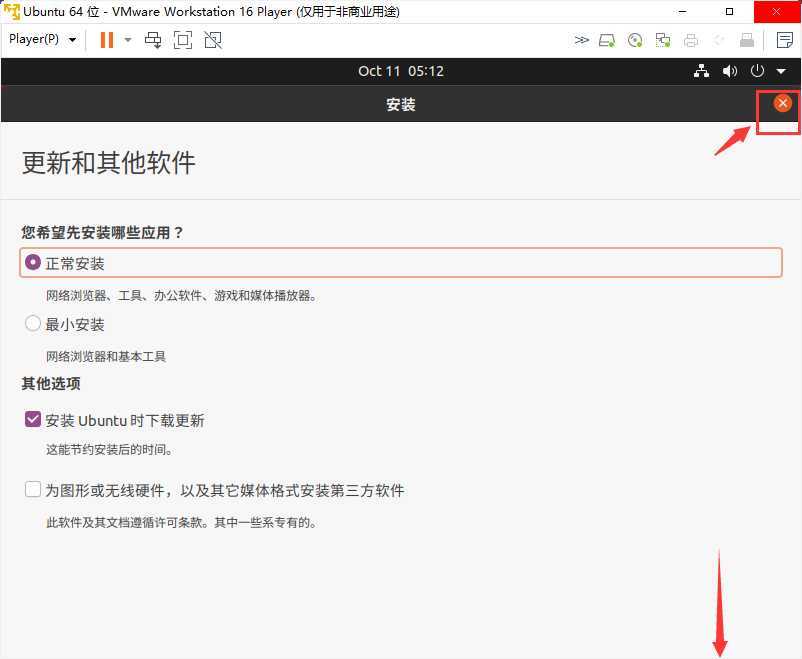 Ubuntu 64 位 - VMware Workstation 16 Player (仅用于非商业用途)
Player(P)
Oct 11 05:12
安装
更新和其他软件
您希望先安装哪些应用？
正常安装
网络浏览器、工具、办公软件、游戏和媒体播放器。
最小安装
网络浏览器和基本工具
其他选项
安装 Ubuntu 时下载更新
这能节约安装后的时间。
为图形或无线硬件，以及其它媒体格式安装第三方软件
此软件及其文档遵循许可条款。其中一些系专有的。